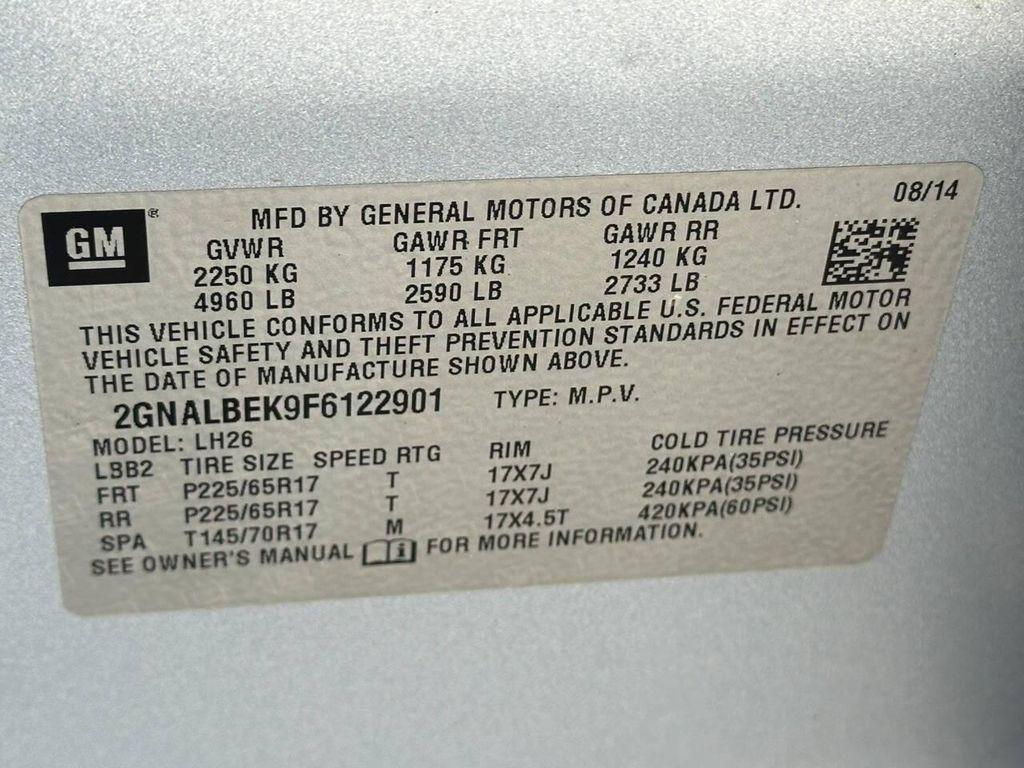 GM ®
MFD BY GENERAL MOTORS OF CANADA LTD. 08/14
GVWR GAWR FRT GAWR RR
2250 KG 1175 KG 1240 KG
4960 LB 2590 LB 2733 LB
THIS VEHICLE CONFORMS TO ALL APPLICABLE U.S. FEDERAL MOTOR
VEHICLE SAFETY AND THEFT PREVENTION STANDARDS IN EFFECT ON
THE DATE OF MANUFACTURE SHOWN ABOVE.
2GNALBEK9F6122901 TYPE: M.P.V.
MODEL: LH26
LBB2 TIRE SIZE SPEED RTG RIM COLD TIRE PRESSURE
FRT P225/65R17 T 17X7J 240KPA(35PSI)
RR P225/65R17 T 17X7J 240KPA(35PSI)
SPA T145/70R17 M 17X4.5T 420KPA(60PSI)
SEE OWNER'S MANUAL i FOR MORE INFORMATION.